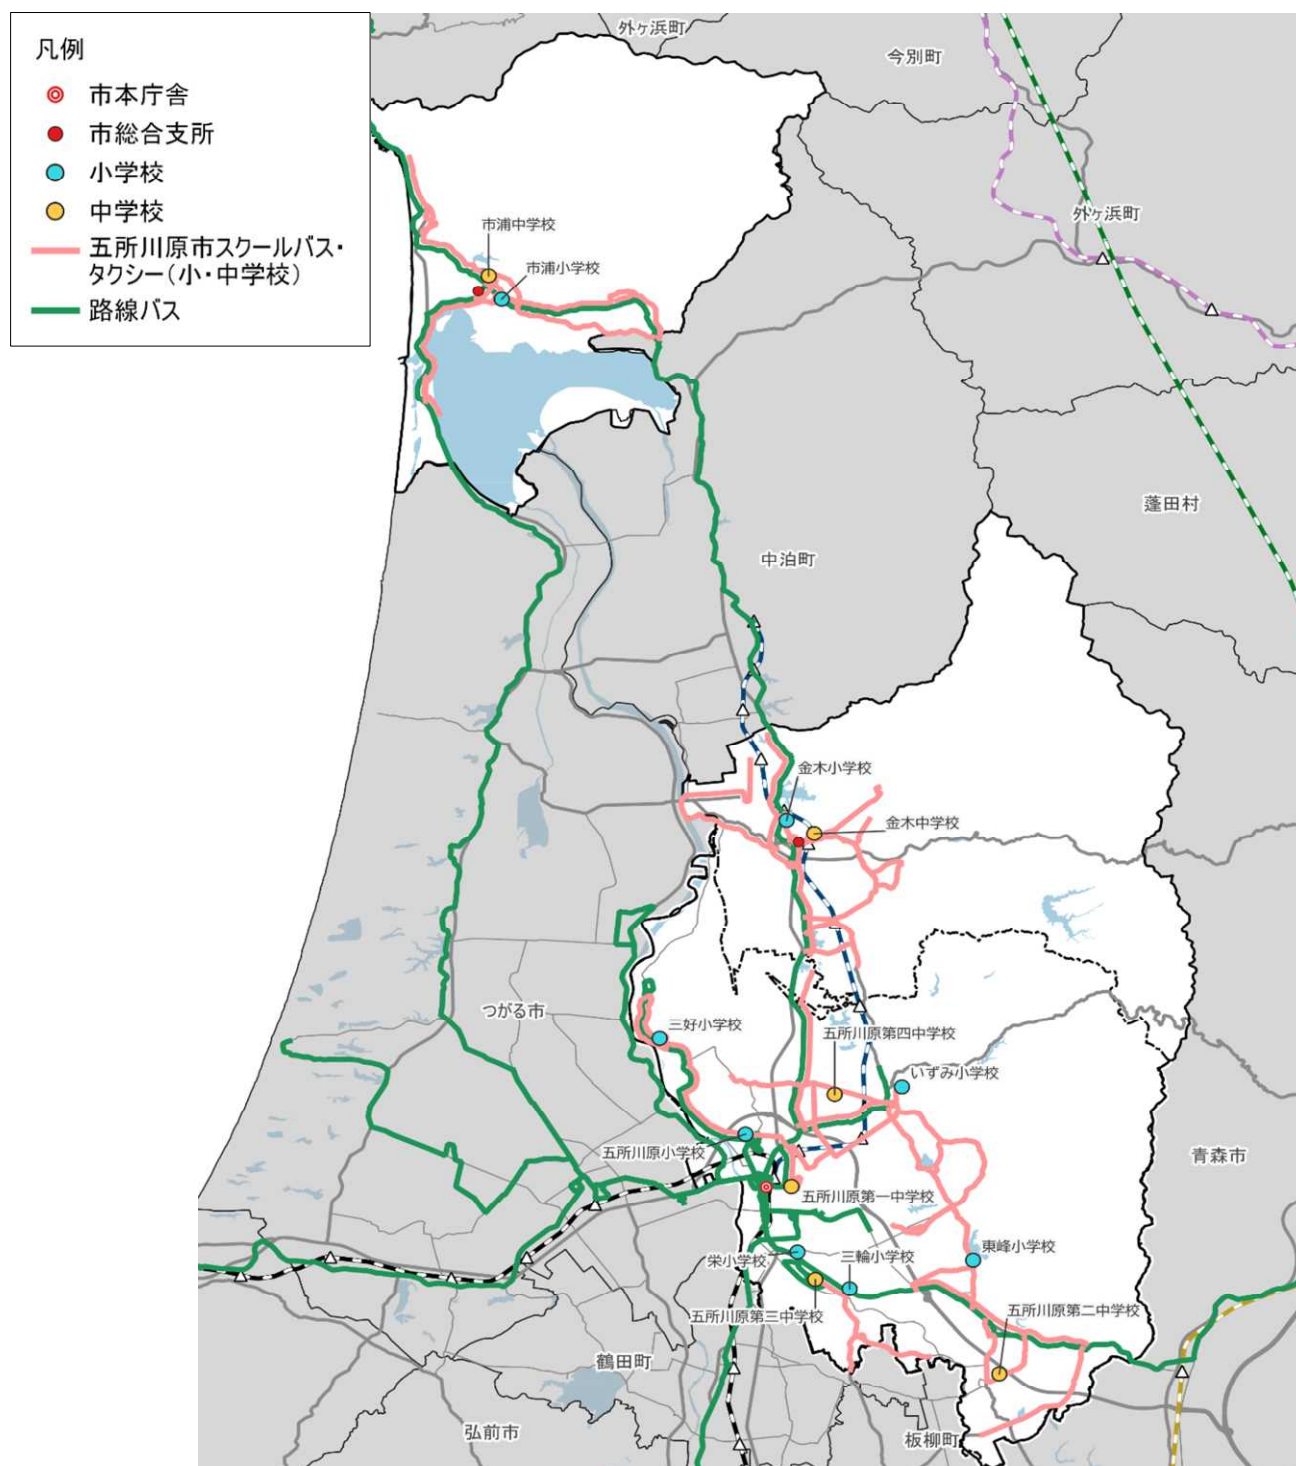 凡例
市本庁舎
市総合支所
小学校
中学校
五所川原市スクールバス・
タクシー（小・中学校）
路線バス
外ヶ浜町
今別町
外ヶ浜町
市浦中学校
市浦小学校
蓬田村
中泊町
金木小学校
金木中学校
つがる市
三好小学校
五所川原第四中学校
いずみ小学校
五所川原小学校
青森市
五所川原第一中学校
栄小学校
三輪小学校
東峰小学校
五所川原第三中学校
五所川原第二中学校
鶴田町
弘前市
板柳町